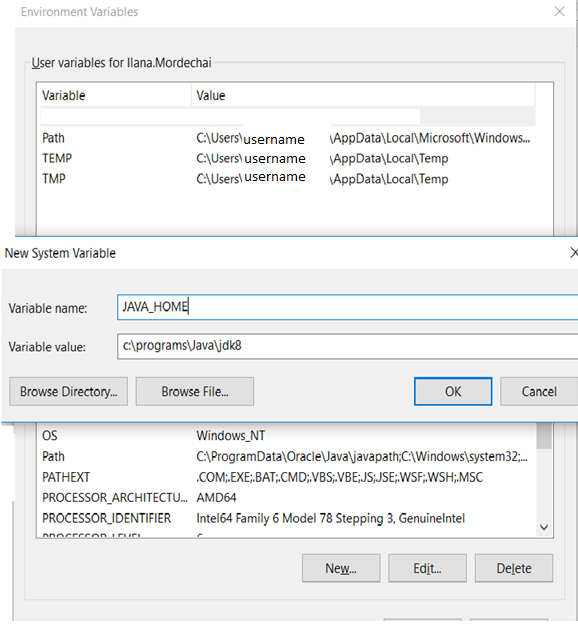 Environment Variables
User variables for Ilana.Mordechai
Variable Value
Path C:\Users\username \AppData\Local\Microsoft\Windows...
TEMP C:\Users\username \AppData\Local\Temp
TMP C:\Users\username \AppData\Local\Temp
New System Variable
Variable name: JAVA_HOME
Variable value: c:\programs\Java\jdk8
Browse Directory... Browse File... OK Cancel
OS Windows_NT
Path C:\ProgramData\Oracle\Java\javapath;C:\Windows\system32;...
PATHEXT .COM;.EXE;.BAT;.CMD;.VBS;.VBE;JS;JSE;.WSF;.WSH;.MSC
PROCESSOR_ARCHITECTU... AMD64
PROCESSOR_IDENTIFIER Intel64 Family 6 Model 78 Stepping 3, GenuineIntel
New... Edit... Delete